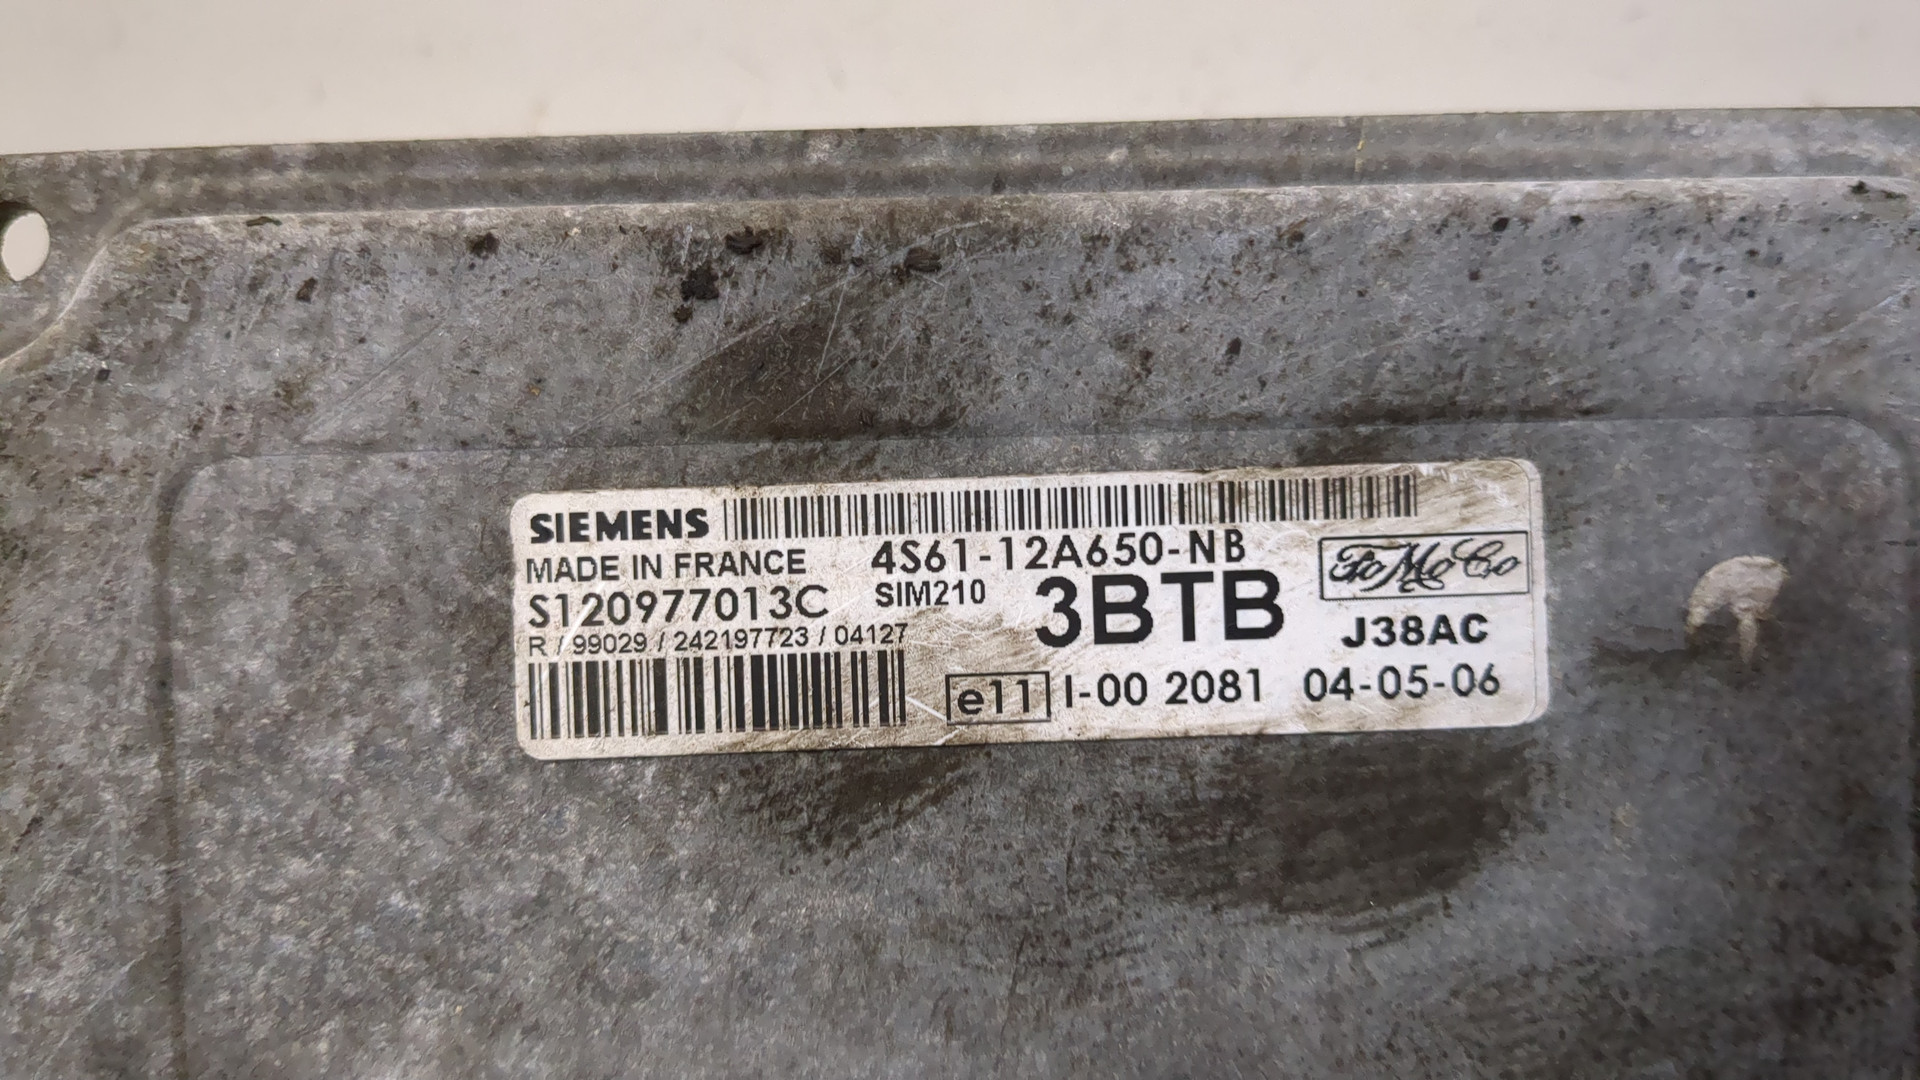 SIEMENS
MADE IN FRANCE
4S61-12A650-NB
FoMoCo
S120977013C
SIM210
3BTB
J38AC
R / 99029 / 242197723 / 04127
e11
I-00 2081
04-05-06